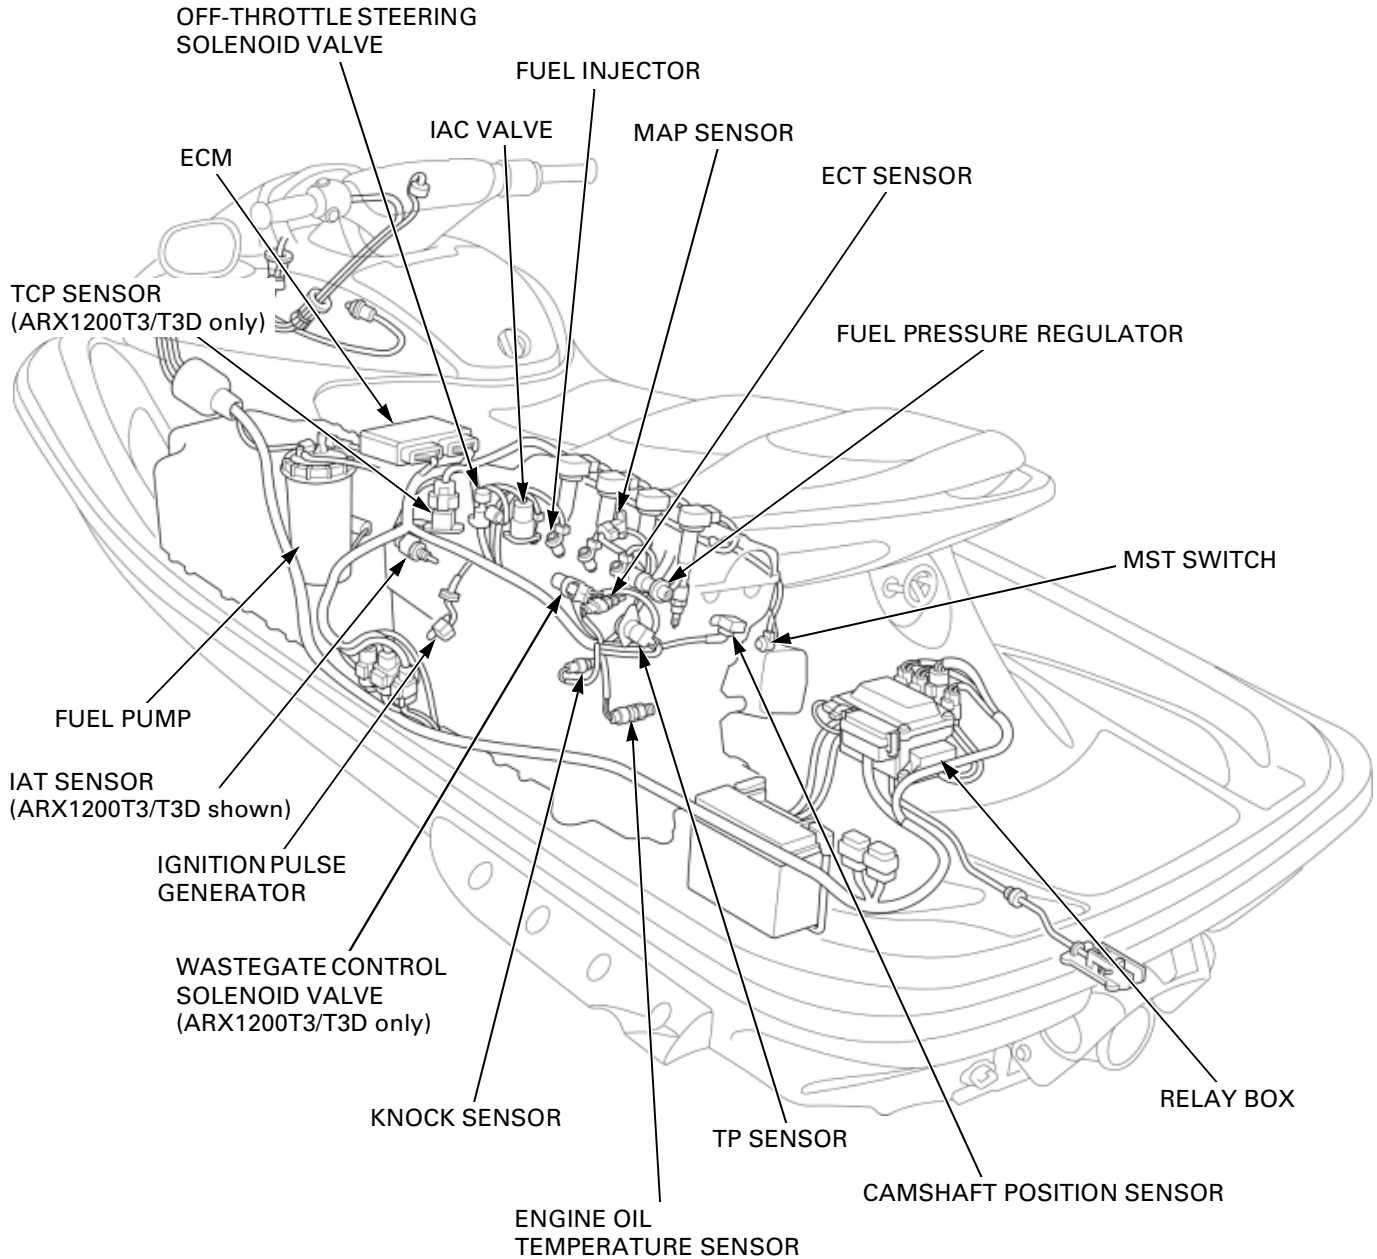 OFF-THROTTLE STEERING
SOLENOID VALVE
FUEL INJECTOR
IAC VALVE
MAP SENSOR
ECM
ECT SENSOR
TCP SENSOR
(ARX1200T3/T3D only)
FUEL PRESSURE REGULATOR
MST SWITCH
FUEL PUMP
IAT SENSOR
(ARX1200T3/T3D shown)
IGNITION PULSE
GENERATOR
WASTEGATE CONTROL
SOLENOID VALVE
(ARX1200T3/T3D only)
KNOCK SENSOR
TP SENSOR
RELAY BOX
CAMSHAFT POSITION SENSOR
ENGINE OIL
TEMPERATURE SENSOR